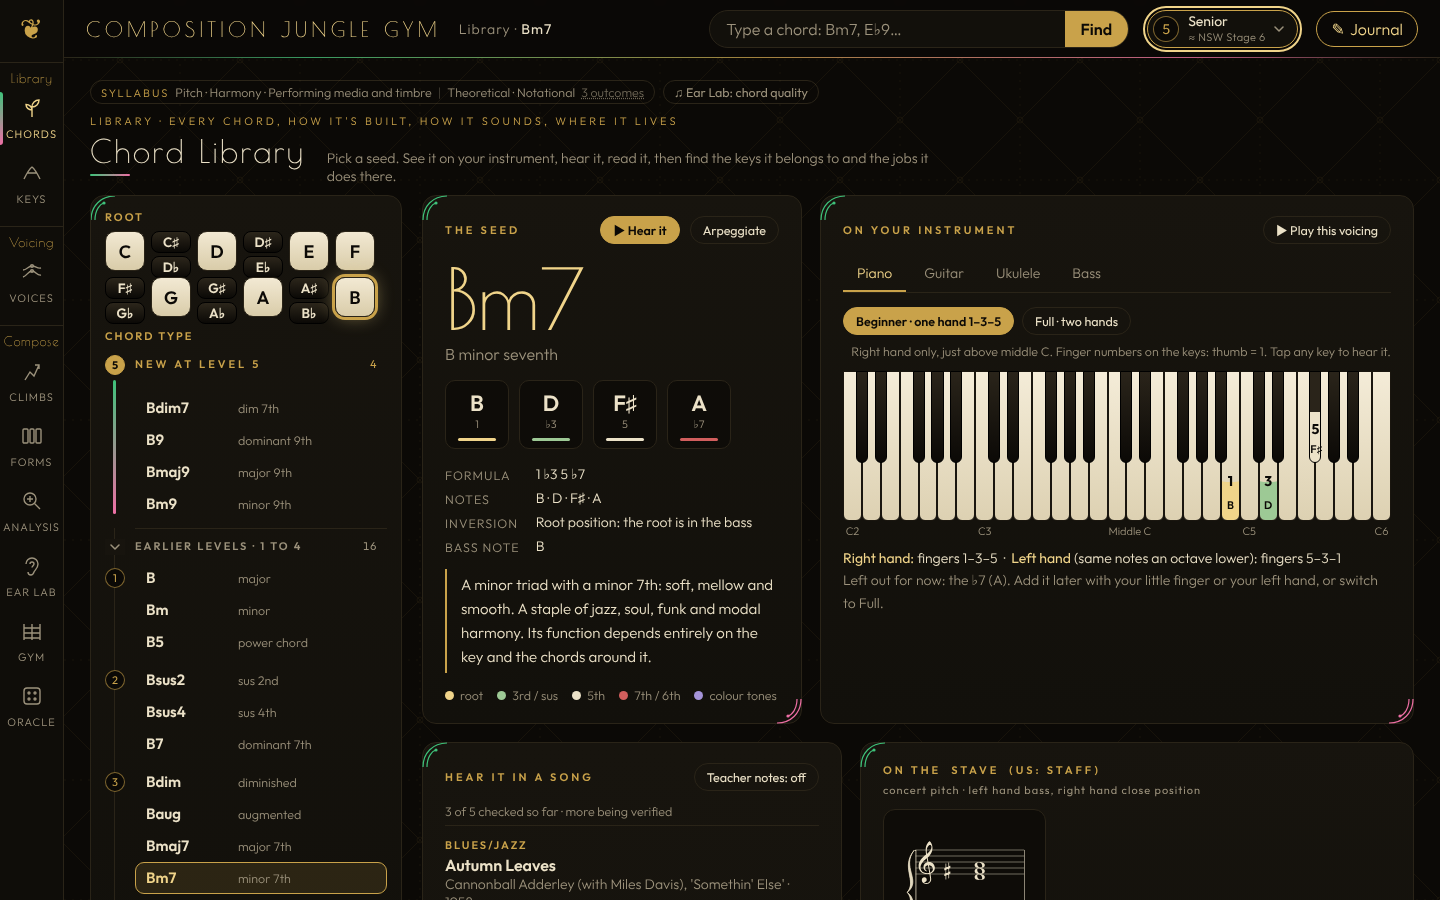 COMPOSITION JUNGLE GYM
Library · Bm7
Type a chord: Bm7, E♭9...
Find
5
Senior
≈ NSW Stage 6
✎ Journal
Library
CHORDS
KEYS
Voicing
VOICES
Compose
CLIMBS
FORMS
ANALYSIS
EAR LAB
GYM
ORACLE
SYLLABUS Pitch · Harmony · Performing media and timbre | Theoretical · Notational 3 outcomes
♫ Ear Lab: chord quality
LIBRARY · EVERY CHORD, HOW IT'S BUILT, HOW IT SOUNDS, WHERE IT LIVES
Chord Library
Pick a seed. See it on your instrument, hear it, read it, then find the keys it belongs to and the jobs it
does there.
ROOT
C C♯ D♭ D D♯ E♭ E F
F♯ G♭ G G♯ A♭ A A♯ B♭ B
CHORD TYPE
5 NEW AT LEVEL 5 4
Bdim7 dim 7th
B9 dominant 9th
Bmaj9 major 9th
Bm9 minor 9th
EARLIER LEVELS · 1 TO 4 16
1 B major
Bm minor
B5 power chord
2 Bsus2 sus 2nd
Bsus4 sus 4th
B7 dominant 7th
3 Bdim diminished
Baug augmented
Bmaj7 major 7th
Bm7 minor 7th
THE SEED
▶ Hear it
Arpeggiate
Bm7
B minor seventh
B D F♯ A
1 ♭3 5 ♭7
FORMULA 1 ♭3 5 ♭7
NOTES B · D · F♯ · A
INVERSION Root position: the root is in the bass
BASS NOTE B
A minor triad with a minor 7th: soft, mellow and
smooth. A staple of jazz, soul, funk and modal
harmony. Its function depends entirely on the
key and the chords around it.
root 3rd / sus 5th 7th / 6th colour tones
ON YOUR INSTRUMENT
▶ Play this voicing
Piano Guitar Ukulele Bass
Beginner · one hand 1–3–5
Full · two hands
Right hand only, just above middle C. Finger numbers on the keys: thumb = 1. Tap any key to hear it.
5
F♯
1 3
B D
C2 C3 Middle C C5 C6
Right hand: fingers 1–3–5 · Left hand (same notes an octave lower): fingers 5–3–1
Left out for now: the ♭7 (A). Add it later with your little finger or your left hand, or switch
to Full.
HEAR IT IN A SONG
Teacher notes: off
3 of 5 checked so far · more being verified
BLUES/JAZZ
Autumn Leaves
Cannonball Adderley (with Miles Davis), 'Somethin' Else' ·
ON THE STAVE (US: STAFF)
concert pitch · left hand bass, right hand close position